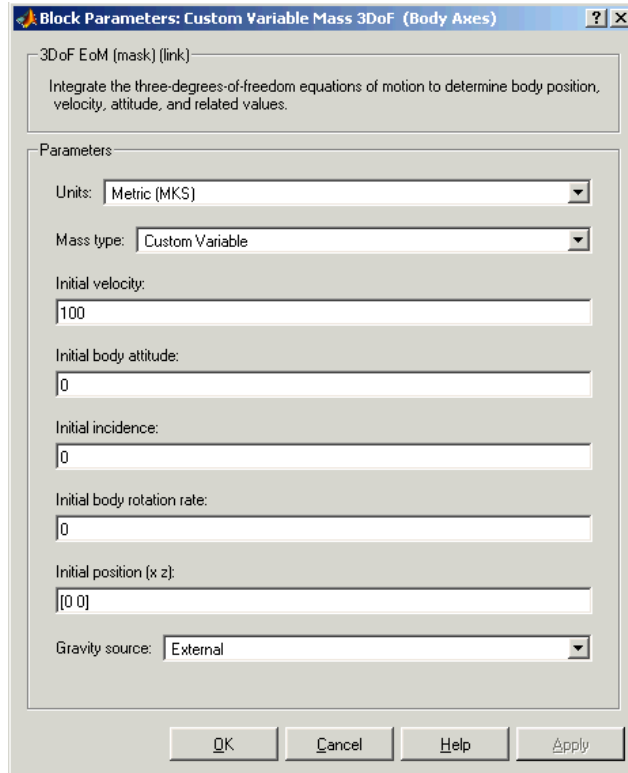 Block Parameters: Custom Variable Mass 3DoF (Body Axes)
3DoF EoM (mask) (link)
Integrate the three-degrees-of-freedom equations of motion to determine body position,
velocity, attitude, and related values.
Parameters
Units: Metric (MKS)
Mass type: Custom Variable
Initial velocity:
100
Initial body attitude:
0
Initial incidence:
0
Initial body rotation rate:
0
Initial position (x z):
[0 0]
Gravity source: External
OK Cancel Help Apply